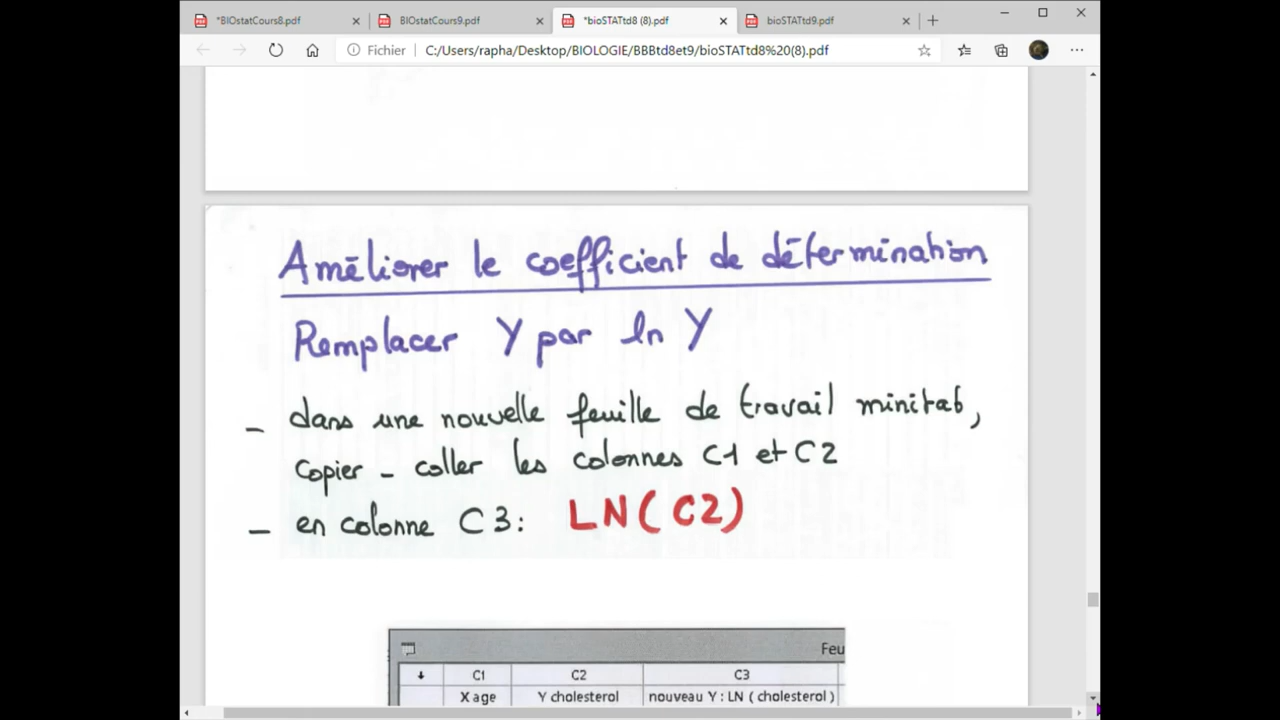 *BIOstatCours8.pdf
BIOstatCours9.pdf
*bioSTATtd8 (8).pdf
bioSTATtd9.pdf
Fichier
C:/Users/rapha/Desktop/BIOLOGIE/BBBtd8et9/bioSTATtd8%20(8).pdf
Améliorer le coefficient de détermination
Remplacer Y par ln Y
- dans une nouvelle feuille de travail minitab,
copier - coller les colonnes C1 et C2
- en colonne C3: LN(C2)
Feu
C1 C2 C3
X age Y cholesterol nouveau Y : LN ( cholesterol )